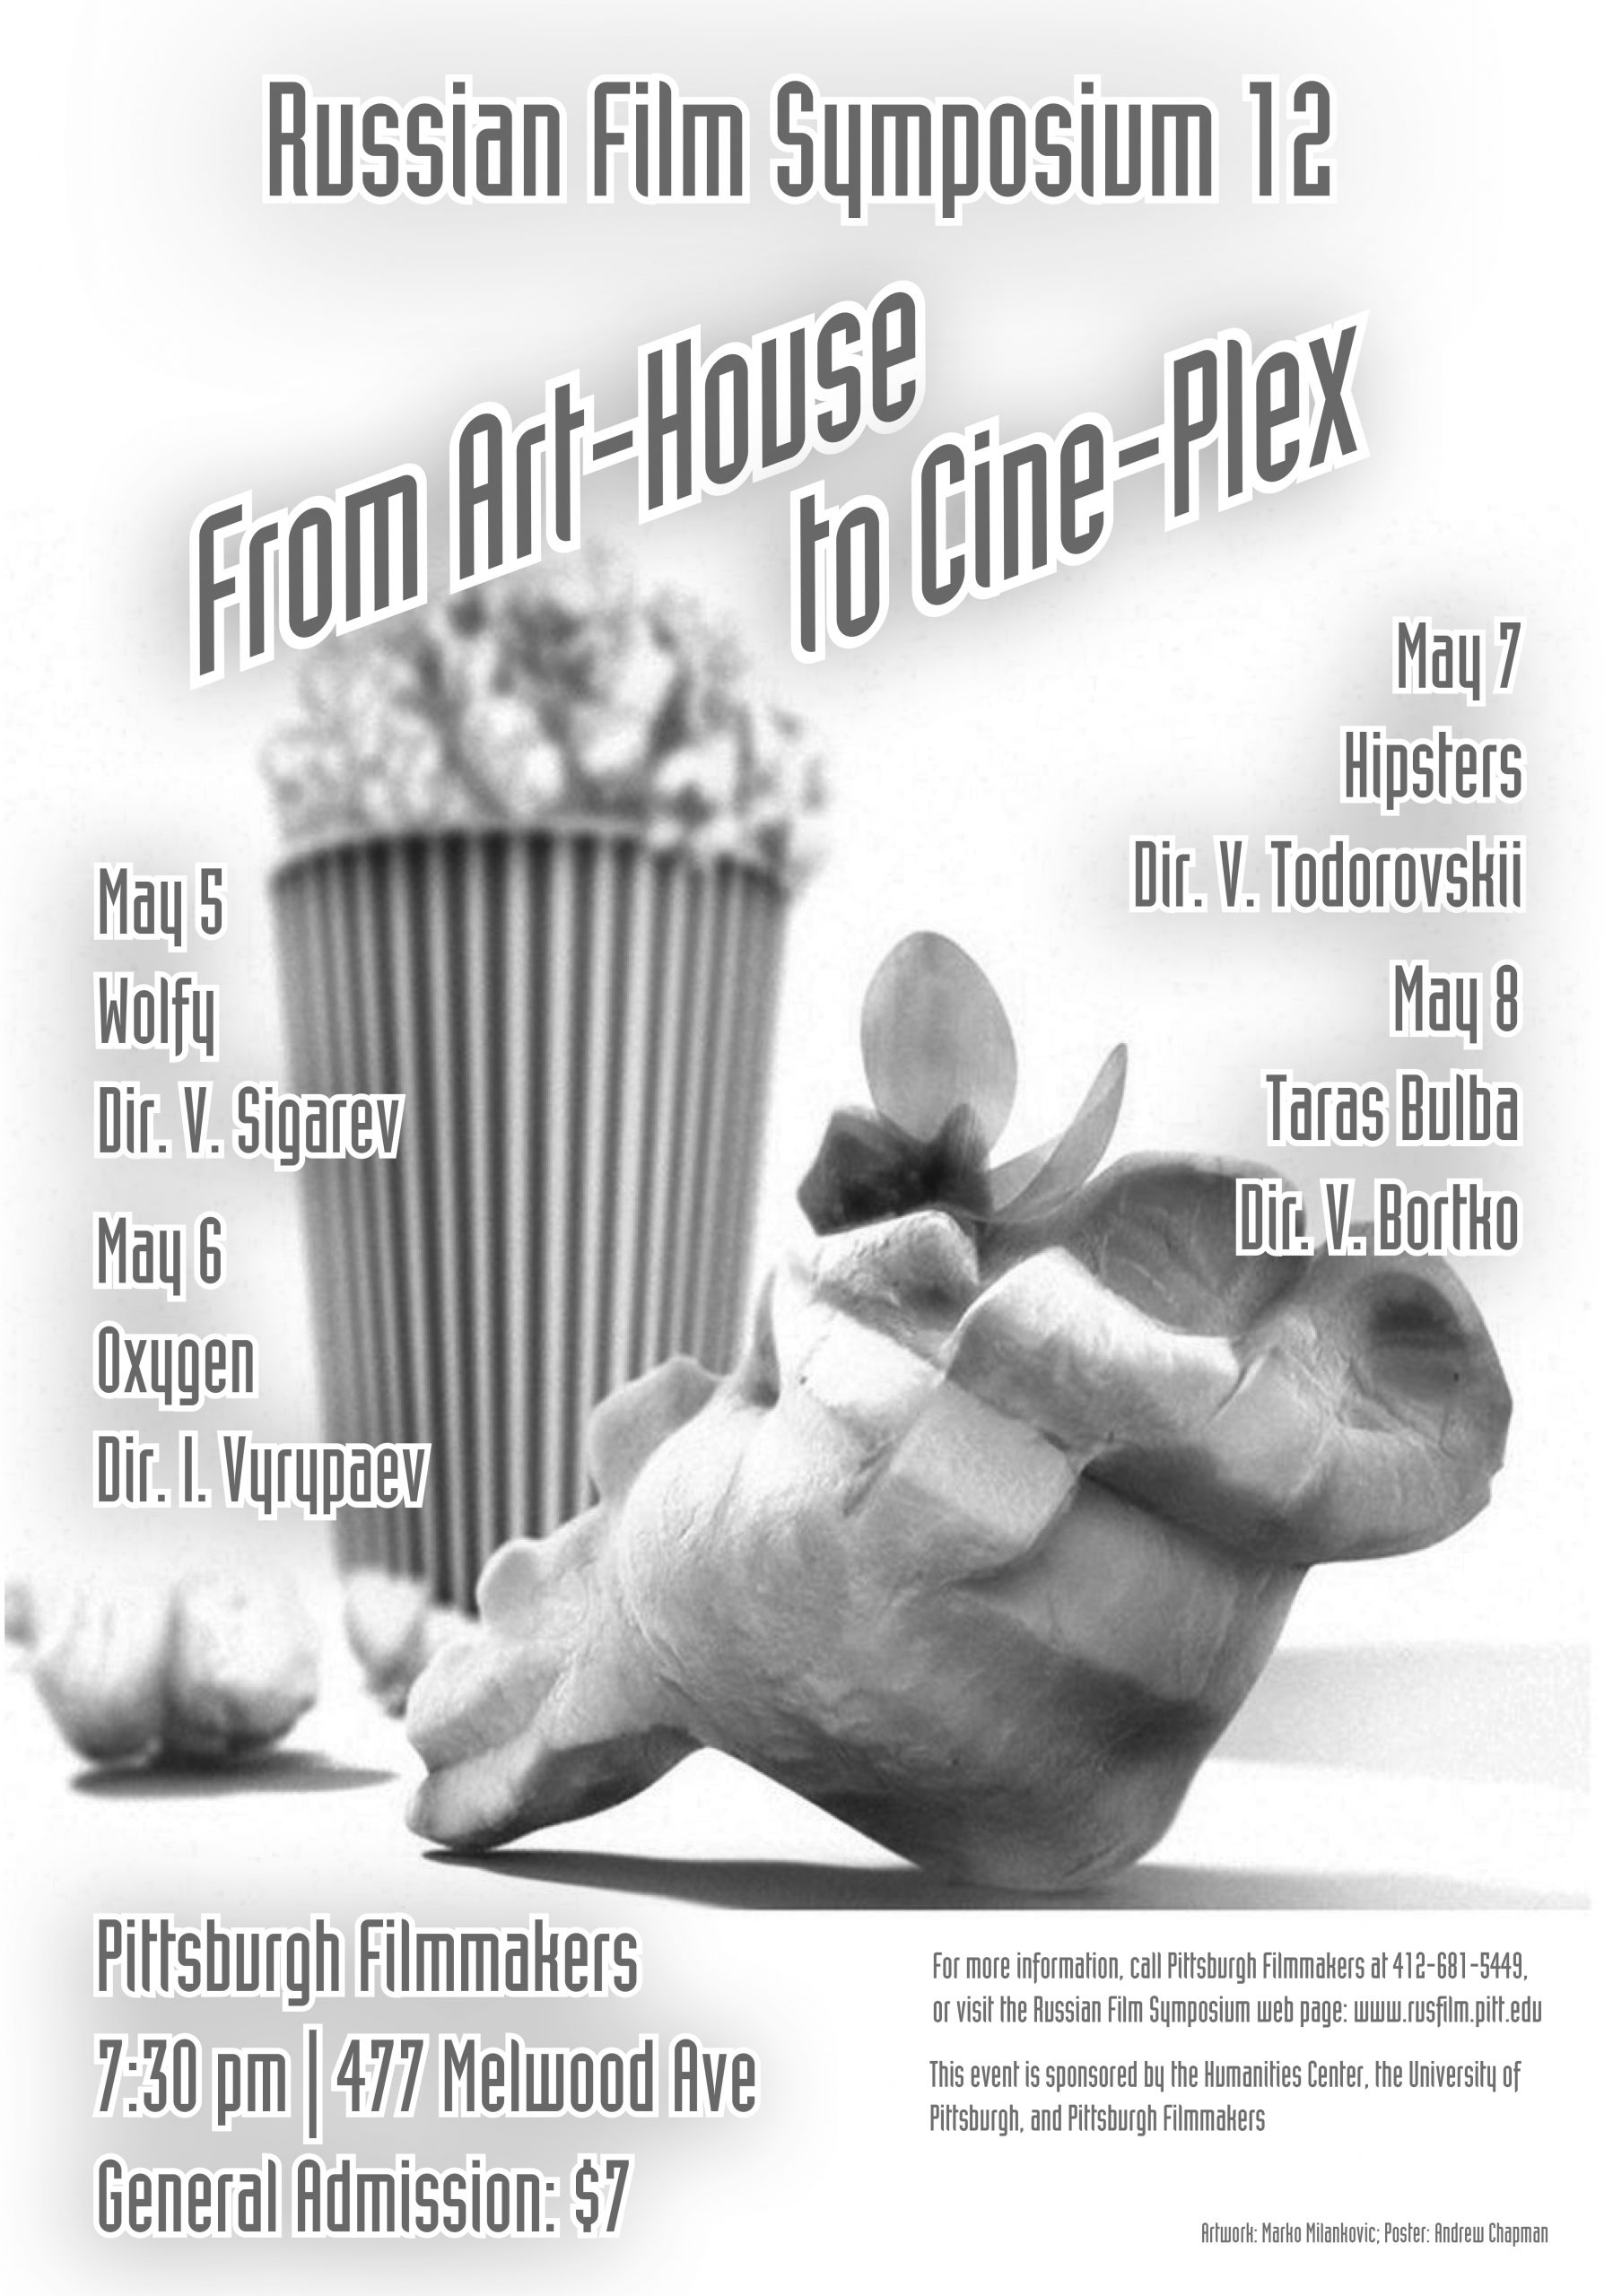 Russian Film Symposium 12
From Art-House
to Cine-Plex
May 5
Wolfy
Dir. V. Sigarev
May 6
Oxygen
Dir. I. Vyrypaev
May 7
Hipsters
Dir. V. Todorovskii
May 8
Taras Bulba
Dir. V. Bortko
Pittsburgh Filmmakers
7:30 pm | 477 Melwood Ave
General Admission: $7
For more information, call Pittsburgh Filmmakers at 412-681-5449,
or visit the Russian Film Symposium web page: www.rusfilm.pitt.edu
This event is sponsored by the Humanities Center, the University of
Pittsburgh, and Pittsburgh Filmmakers
Artwork: Marko Milankovic; Poster: Andrew Chapman